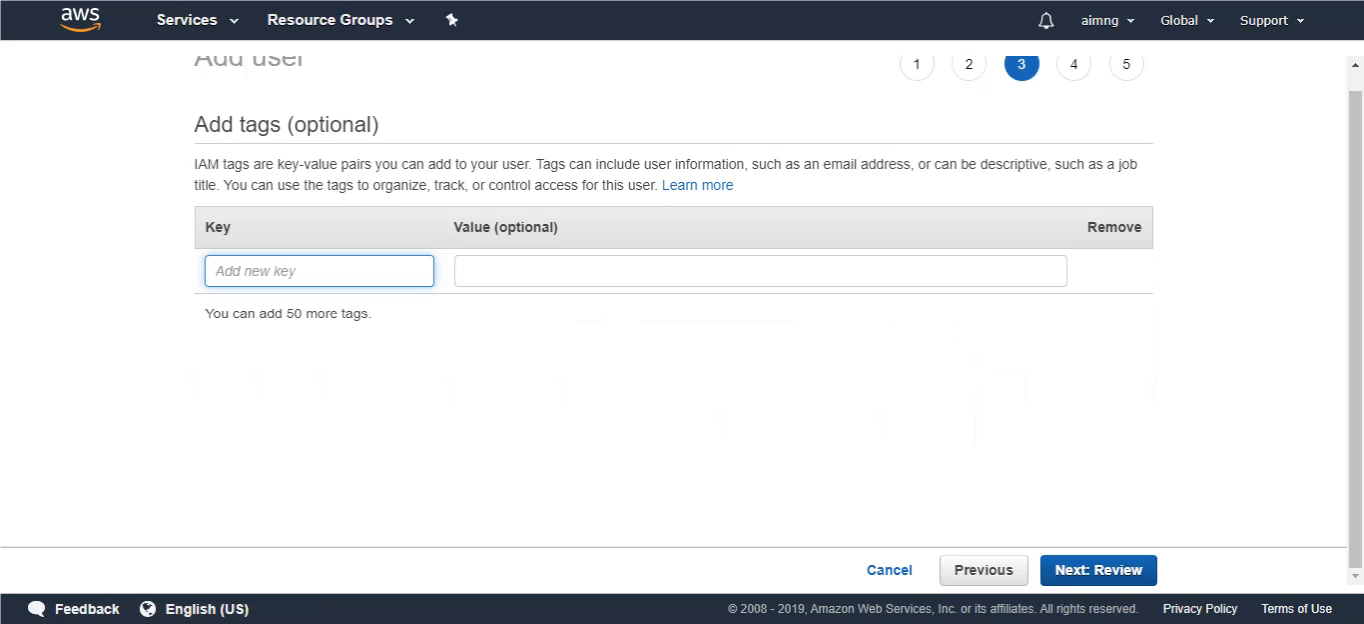 aws Services Resource Groups aimng Global Support
Add user 1 2 3 4 5
Add tags (optional)
IAM tags are key-value pairs you can add to your user. Tags can include user information, such as an email address, or can be descriptive, such as a job
title. You can use the tags to organize, track, or control access for this user. Learn more
Key Value (optional) Remove
Add new key
You can add 50 more tags.
Cancel Previous Next: Review
Feedback English (US) © 2008 - 2019, Amazon Web Services, Inc. or its affiliates. All rights reserved. Privacy Policy Terms of Use